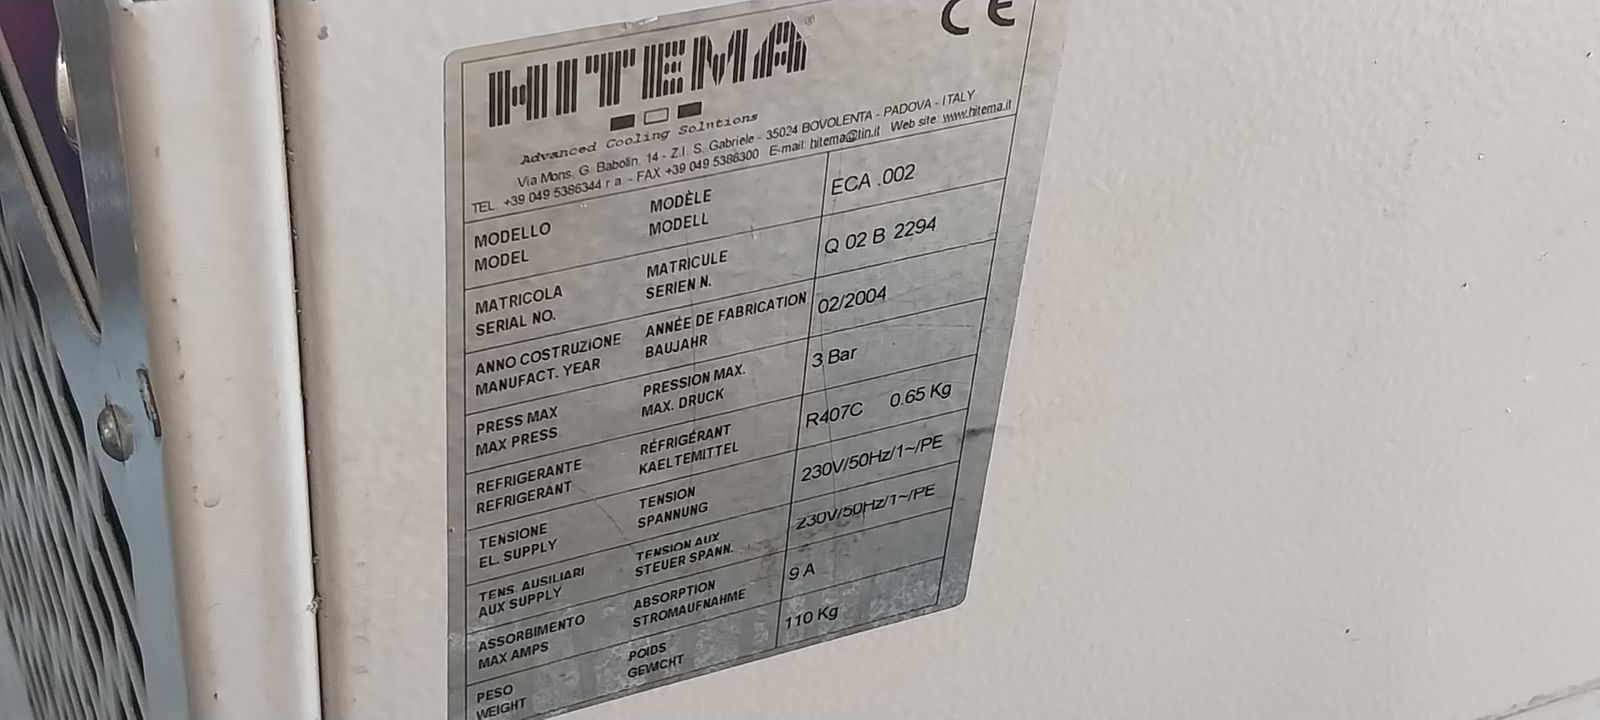 HITEMA®
CE
Advanced Cooling Solutions
Via Mons. G. Babolin, 14 - Z.I. S. Gabriele - 35024 BOVOLENTA - PADOVA - ITALY
TEL. +39 049 5386344 r.a. - FAX +39 049 5386300 E-mail: hitema@tin.it Web site: www.hitema.it
MODELLO MODÈLE ECA .002
MODEL MODELL
MATRICOLA MATRICULE Q 02 B 2294
SERIAL NO. SERIEN N.
ANNO COSTRUZiONE ANNÉE DE FABRICATION 02/2004
MANUFACT. YEAR BAUJAHR
PRESS MAX PRESSION MAX. 3 Bar
MAX PRESS MAX. DRUCK
REFRIGERANTE RÉFRIGÉRANT R407C 0.65 Kg
REFRIGERANT KAELTEMITTEL
TENSIONE TENSION 230V/50Hz/1~/PE
EL. SUPPLY SPANNUNG
TENS. AUSILIARI TENSION AUX 230V/50Hz/1~/PE
AUX SUPPLY STEUER SPANN.
ASSORBIMENTO ABSORPTION 9 A
MAX AMPS STROMAUFNAHME
PESO POIDS 110 Kg
WEIGHT GEWICHT